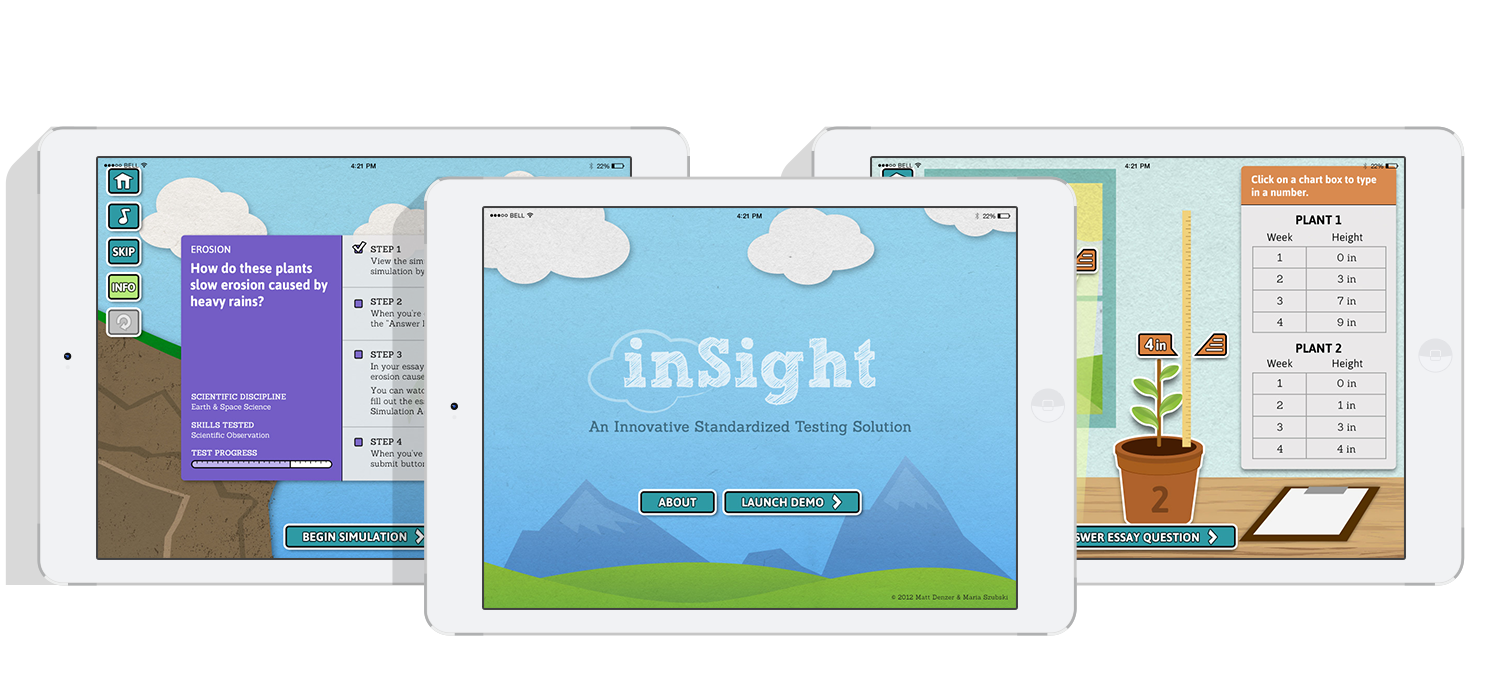 BELL
4:21 PM
22%
SKIP
INFO
EROSION
How do these plants
slow erosion caused by
heavy rains?
SCIENTIFIC DISCIPLINE
Earth & Space Science
SKILLS TESTED
Scientific Observation
TEST PROGRESS
STEP 1
View the sim
simulation by
STEP 2
When you're
the "Answer
STEP 3
In your essay
erosion cause
You can watc
fill out the es
Simulation A
STEP 4
When you've
submit butto
BEGIN SIMULATION
BELL
4:21 PM
22%
inSight
An Innovative Standardized Testing Solution
ABOUT
LAUNCH DEMO
© 2012 Matt Denzer & Maria Szubski
BELL
4:21 PM
22%
Click on a chart box to type
in a number.
PLANT 1
Week Height
1 0 in
2 3 in
3 7 in
4 9 in
PLANT 2
Week Height
1 0 in
2 1 in
3 3 in
4 4 in
4 in
2
SWER ESSAY QUESTION